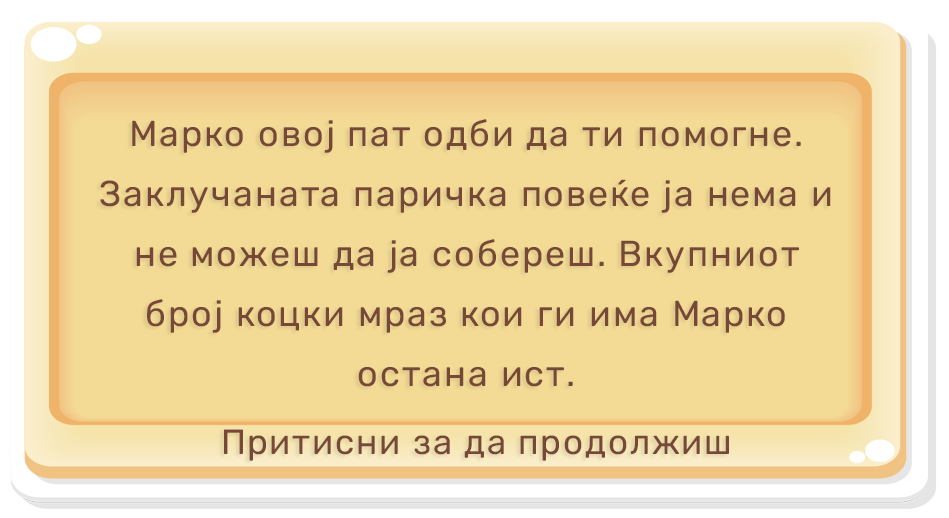 Марко овој пат одби да ти помогне.
Заклучаната паричка повеќе ја нема и
не можеш да ја собереш. Вкупниот
број коцки мраз кои ги има Марко
остана ист.
Притисни за да продолжиш